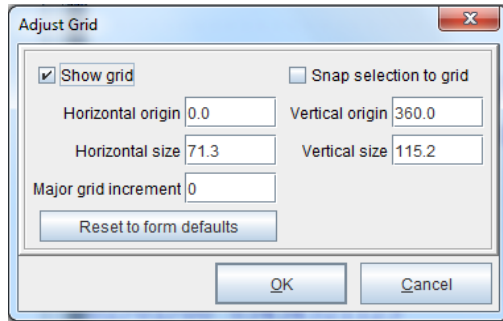 Adjust Grid
Show grid Snap selection to grid
Horizontal origin 0.0 Vertical origin 360.0
Horizontal size 71.3 Vertical size 115.2
Major grid increment 0
Reset to form defaults
OK Cancel